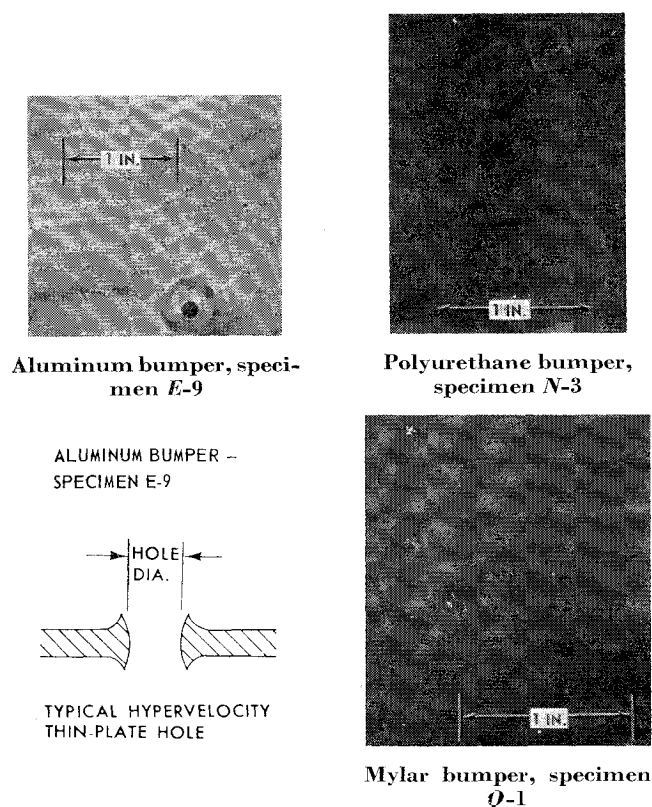 1 IN.
Aluminum bumper, speci-
men E-9
1 IN.
Polyurethane bumper,
specimen N-3
ALUMINUM BUMPER –
SPECIMEN E-9
HOLE
DIA.
TYPICAL HYPERVELOCITY
THIN-PLATE HOLE
1 IN.
Mylar bumper, specimen
Q-1